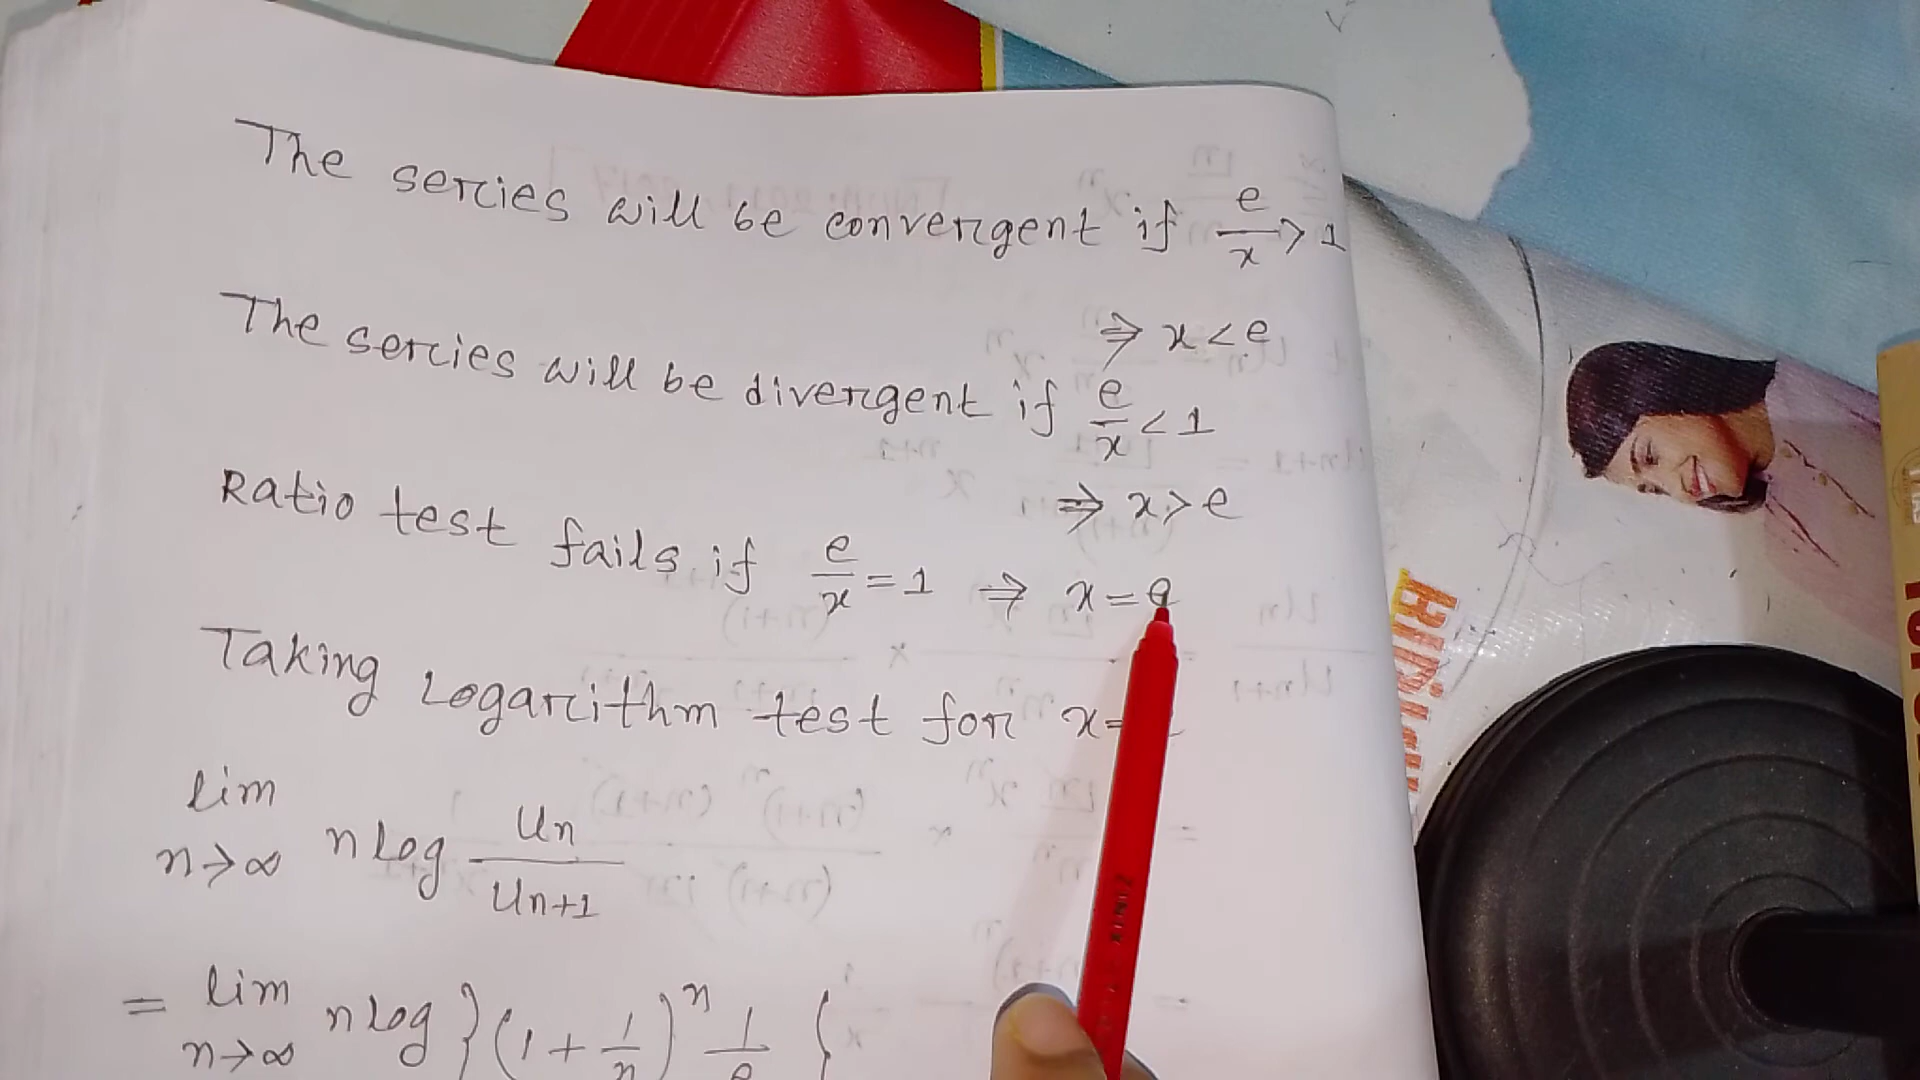 The series will be convergent if e/x > 1
⇒ x < e
The series will be divergent if e/x < 1
⇒ x > e
Ratio test fails if e/x = 1 ⇒ x = e
Taking Logarithm test for x =
lim n→∞ n log Un/Un+1
= lim n→∞ n log }(1 + 1/n)^n 1/e {